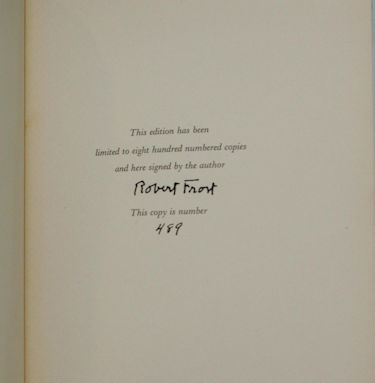 This edition has been
limited to eight hundred numbered copies
and here signed by the author
Robert Frost
This copy is number
489